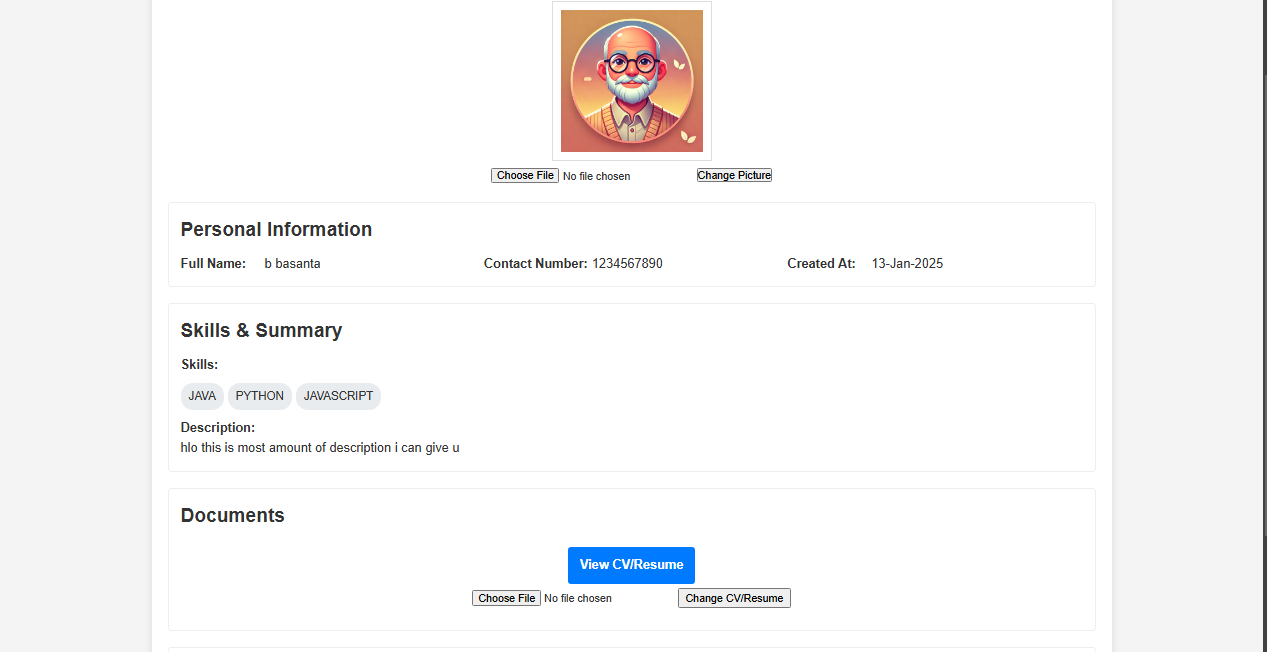 Choose File No file chosen Change Picture
Personal Information
Full Name: b basanta Contact Number: 1234567890 Created At: 13-Jan-2025
Skills & Summary
Skills:
JAVA PYTHON JAVASCRIPT
Description:
hlo this is most amount of description i can give u
Documents
View CV/Resume
Choose File No file chosen Change CV/Resume